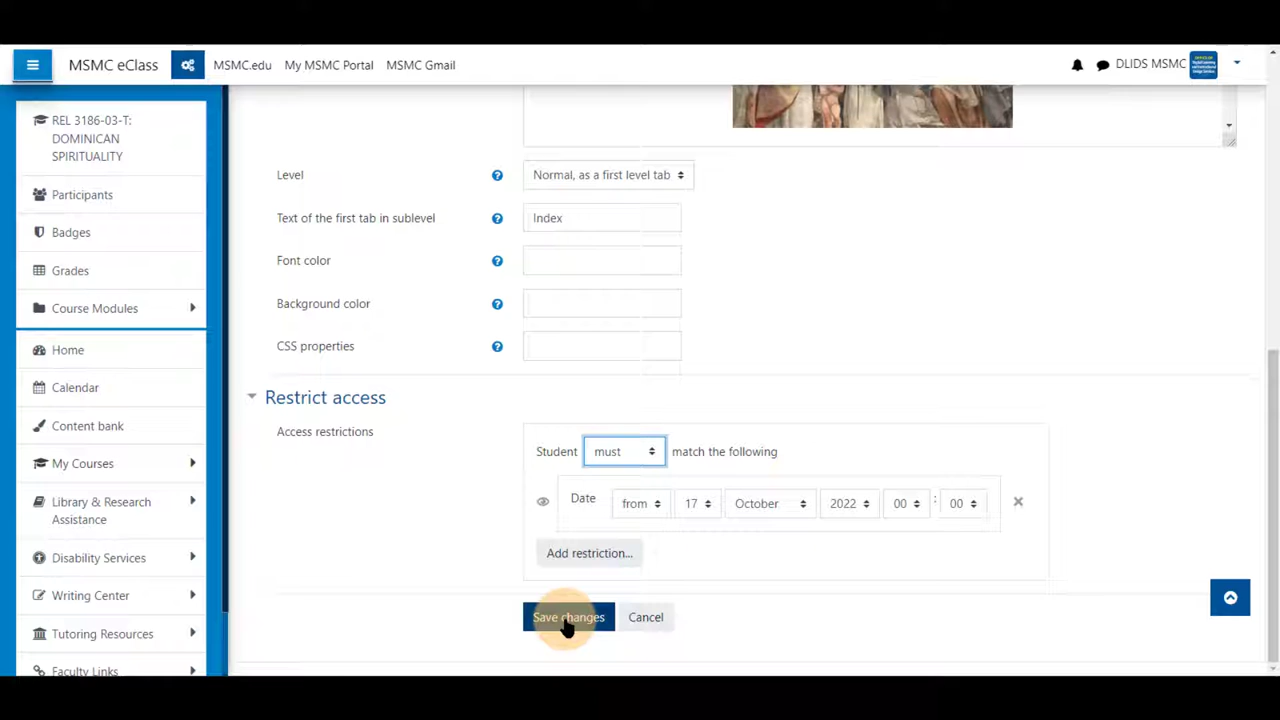 MSMC eClass
MSMC.edu
My MSMC Portal
MSMC Gmail
DLIDS MSMC
REL 3186-03-T:
DOMINICAN
SPIRITUALITY
Participants
Badges
Grades
Course Modules
Home
Calendar
Content bank
My Courses
Library & Research
Assistance
Disability Services
Writing Center
Tutoring Resources
Faculty Links
Level
Normal, as a first level tab
Text of the first tab in sublevel
Index
Font color
Background color
CSS properties
Restrict access
Access restrictions
Student must match the following
Date from 17 October 2022 00 : 00
Add restriction...
Save changes
Cancel